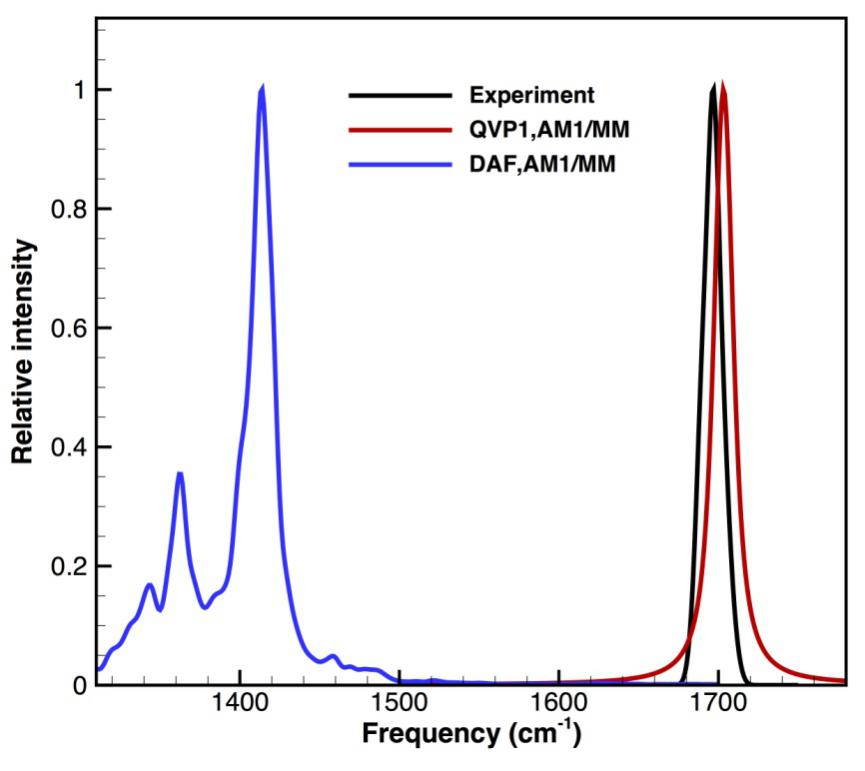 Relative intensity
1
0.8
0.6
0.4
0.2
0
Experiment
QVP1,AM1/MM
DAF,AM1/MM
1400 1500 1600 1700
Frequency (cm⁻¹)